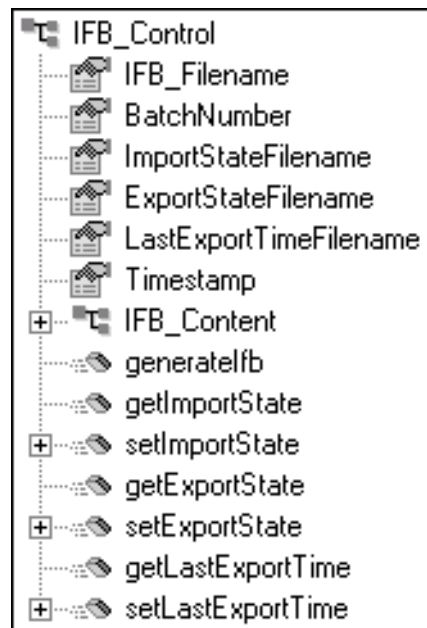 IFB_Control
IFB_Filename
BatchNumber
ImportStateFilename
ExportStateFilename
LastExportTimeFilename
Timestamp
IFB_Content
generateIfb
getImportState
setImportState
getExportState
setExportState
getLastExportTime
setLastExportTime